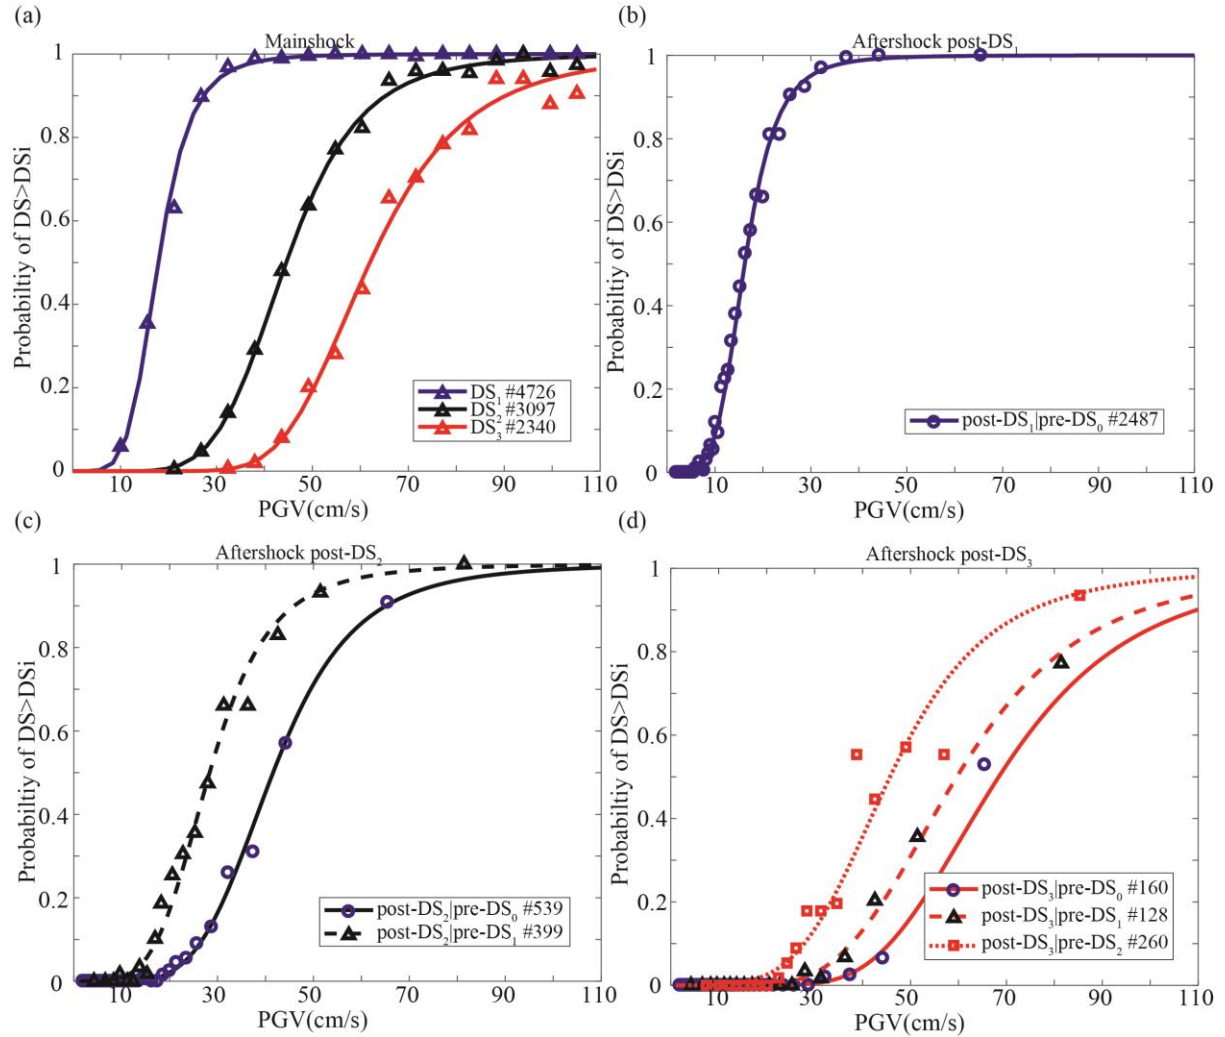 (a)
Mainshock
1
0.8
0.6
0.4
0.2
0
10 30 50 70 90 110
PGV(cm/s)
Probabiltiy of DS>DSi
DS₁ #4726
DS₂ #3097
DS₃ #2340
(b)
Aftershock post-DS₁
1
0.8
0.6
0.4
0.2
0
10 30 50 70 90 110
PGV(cm/s)
Probabiltiy of DS>DSi
post-DS₁|pre-DS₀ #2487
(c)
Aftershock post-DS₂
1
0.8
0.6
0.4
0.2
0
10 30 50 70 90 110
PGV(cm/s)
Probabiltiy of DS>DSi
post-DS₂|pre-DS₀ #539
post-DS₂|pre-DS₁ #399
(d)
Aftershock post-DS₃
1
0.8
0.6
0.4
0.2
0
10 30 50 70 90 110
PGV(cm/s)
Probabiltiy of DS>DSi
post-DS₃|pre-DS₀ #160
post-DS₃|pre-DS₁ #128
post-DS₃|pre-DS₂ #260